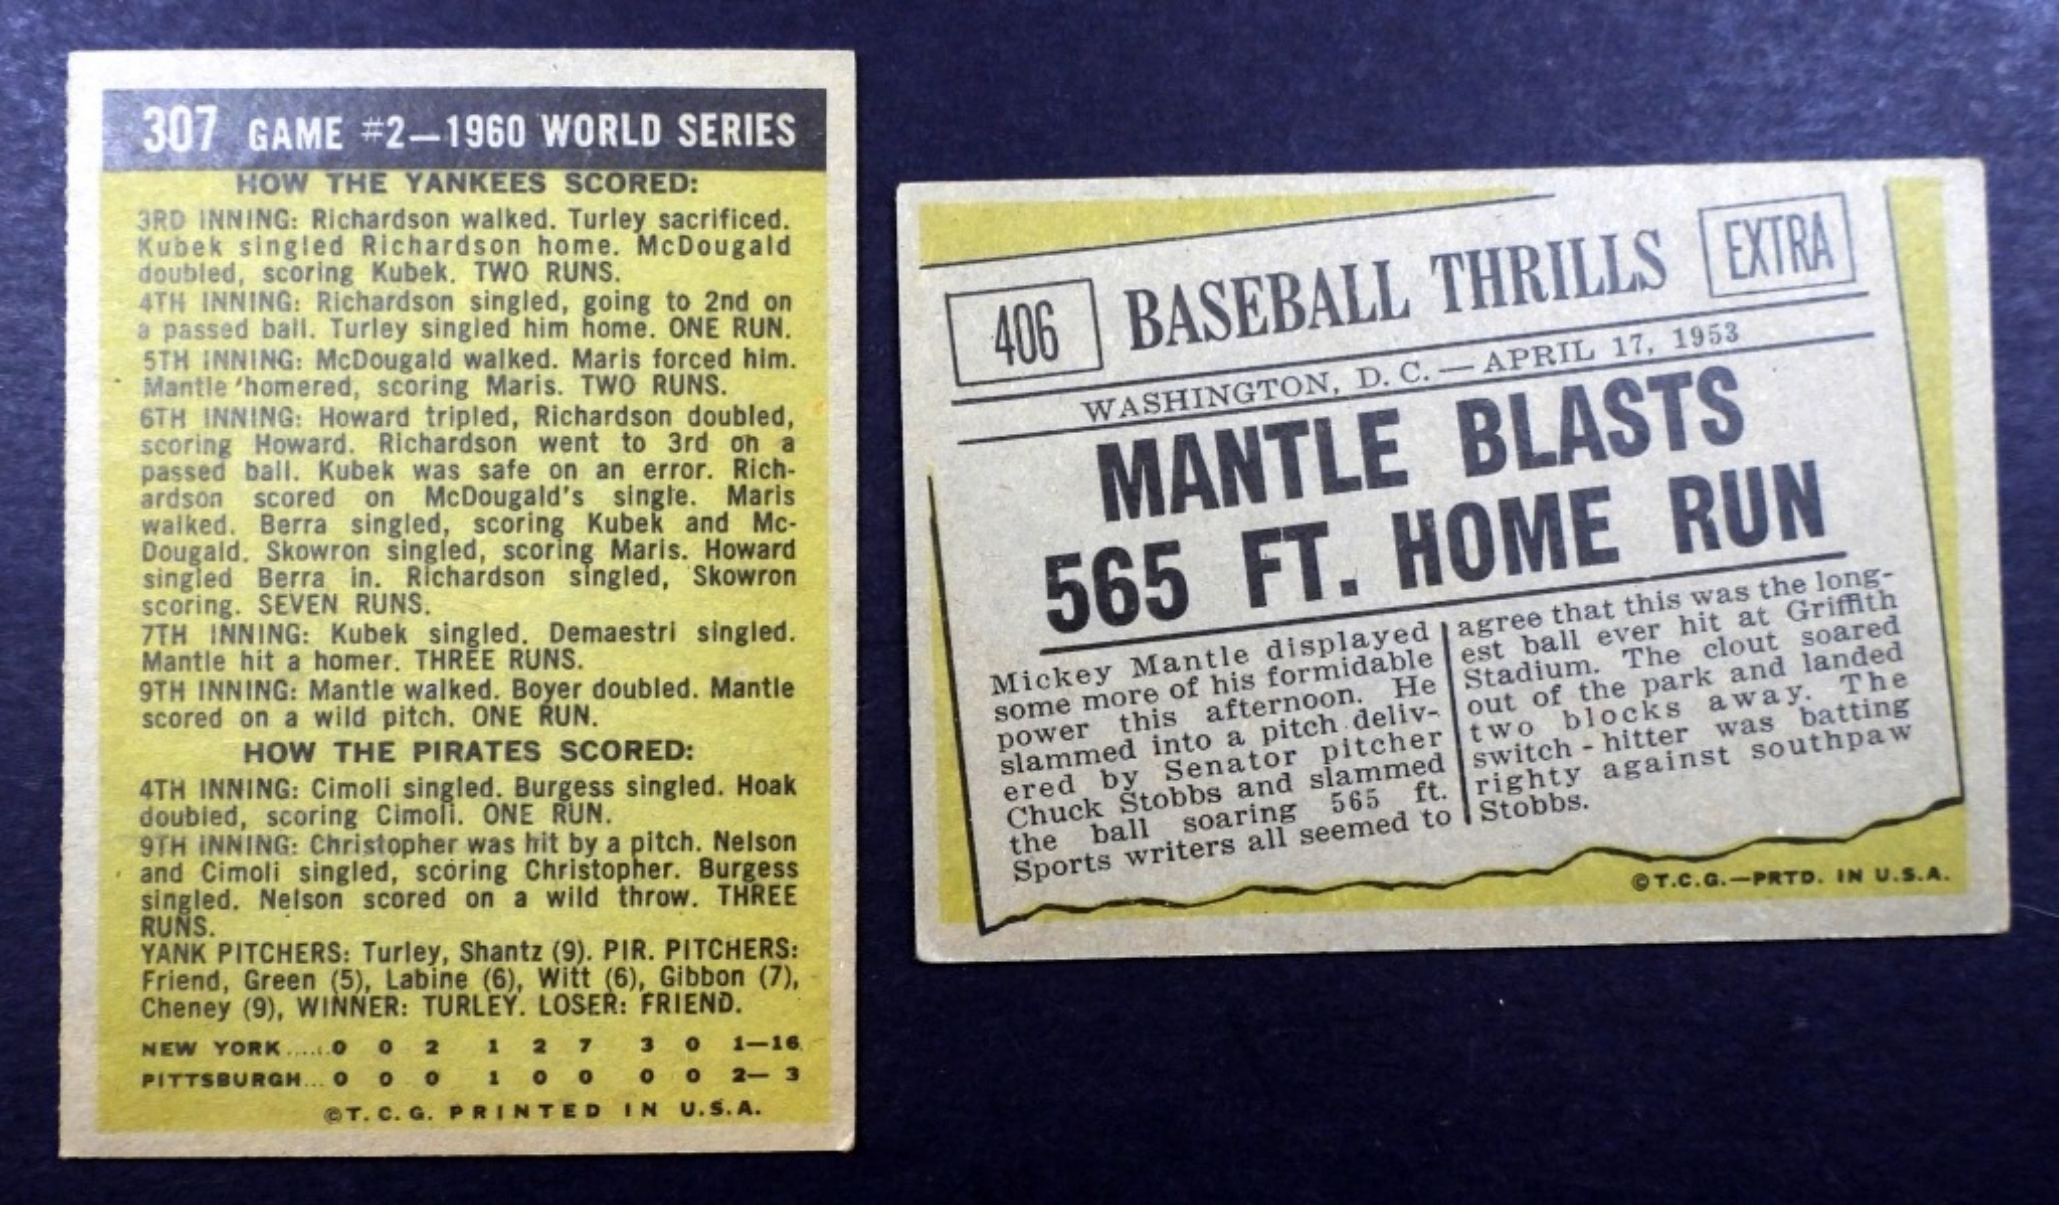 307 GAME #2—1960 WORLD SERIES
HOW THE YANKEES SCORED:
3RD INNING: Richardson walked. Turley sacrificed.
Kubek singled Richardson home. McDougald
doubled, scoring Kubek. TWO RUNS.
4TH INNING: Richardson singled, going to 2nd on
a passed ball. Turley singled him home. ONE RUN.
5TH INNING: McDougald walked. Maris forced him.
Mantle homered, scoring Maris. TWO RUNS.
6TH INNING: Howard tripled, Richardson doubled,
scoring Howard. Richardson went to 3rd on a
passed ball. Kubek was safe on an error. Rich-
ardson scored on McDougald's single. Maris
walked. Berra singled, scoring Kubek and Mc-
Dougald. Skowron singled, scoring Maris. Howard
singled Berra in. Richardson singled, Skowron
scoring. SEVEN RUNS.
7TH INNING: Kubek singled. Demaestri singled.
Mantle hit a homer. THREE RUNS.
9TH INNING: Mantle walked. Boyer doubled. Mantle
scored on a wild pitch. ONE RUN.
HOW THE PIRATES SCORED:
4TH INNING: Cimoli singled. Burgess singled. Hoak
doubled, scoring Cimoli. ONE RUN.
9TH INNING: Christopher was hit by a pitch. Nelson
and Cimoli singled, scoring Christopher. Burgess
singled. Nelson scored on a wild throw. THREE
RUNS.
YANK PITCHERS: Turley, Shantz (9). PIR. PITCHERS:
Friend, Green (5), Labine (6), Witt (6), Gibbon (7),
Cheney (9), WINNER: TURLEY. LOSER: FRIEND.
NEW YORK......0 0 2 1 2 7 3 0 1—16
PITTSBURGH...0 0 0 1 0 0 0 0 2— 3
©T.C.G. PRINTED IN U.S.A.
406 BASEBALL THRILLS EXTRA
WASHINGTON, D. C. — APRIL 17, 1953
MANTLE BLASTS
565 FT. HOME RUN
Mickey Mantle displayed
some more of his formidable
power this afternoon. He
slammed into a pitch deliv-
ered by Senator pitcher
Chuck Stobbs and slammed
the ball soaring 565 ft.
Sports writers all seemed to
agree that this was the long-
est ball ever hit at Griffith
Stadium. The clout soared
out of the park and landed
two blocks away. The
switch-hitter was batting
righty against southpaw
Stobbs.
©T.C.G.—PRTD. IN U.S.A.